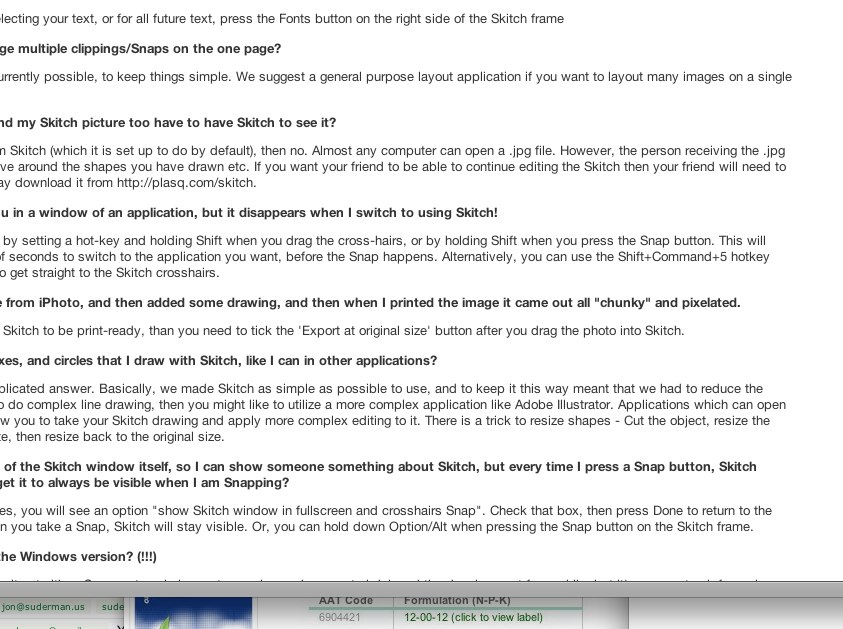 electing your text, or for all future text, press the Fonts button on the right side of the Skitch frame
ge multiple clippings/Snaps on the one page?
urrently possible, to keep things simple. We suggest a general purpose layout application if you want to layout many images on a single
nd my Skitch picture too have to have Skitch to see it?
m Skitch (which it is set up to do by default), then no. Almost any computer can open a .jpg file. However, the person receiving the .jpg
ve around the shapes you have drawn etc. If you want your friend to be able to continue editing the Skitch then your friend will need to
ay download it from http://plasq.com/skitch.
u in a window of an application, but it disappears when I switch to using Skitch!
by setting a hot-key and holding Shift when you drag the cross-hairs, or by holding Shift when you press the Snap button. This will
of seconds to switch to the application you want, before the Snap happens. Alternatively, you can use the Shift+Command+5 hotkey
o get straight to the Skitch crosshairs.
e from iPhoto, and then added some drawing, and then when I printed the image it came out all "chunky" and pixelated.
Skitch to be print-ready, than you need to tick the 'Export at original size' button after you drag the photo into Skitch.
xes, and circles that I draw with Skitch, like I can in other applications?
plicated answer. Basically, we made Skitch as simple as possible to use, and to keep it this way meant that we had to reduce the
o do complex line drawing, then you might like to utilize a more complex application like Adobe Illustrator. Applications which can open
w you to take your Skitch drawing and apply more complex editing to it. There is a trick to resize shapes - Cut the object, resize the
te, then resize back to the original size.
of the Skitch window itself, so I can show someone something about Skitch, but every time I press a Snap button, Skitch
get it to always be visible when I am Snapping?
es, you will see an option "show Skitch window in fullscreen and crosshairs Snap". Check that box, then press Done to return to the
n you take a Snap, Skitch will stay visible. Or, you can hold down Option/Alt when pressing the Snap button on the Skitch frame.
the Windows version? (!!!)
AAT Code Formulation (N-P-K)
jon@suderman.us sude
6904421 12-00-12 (click to view label)